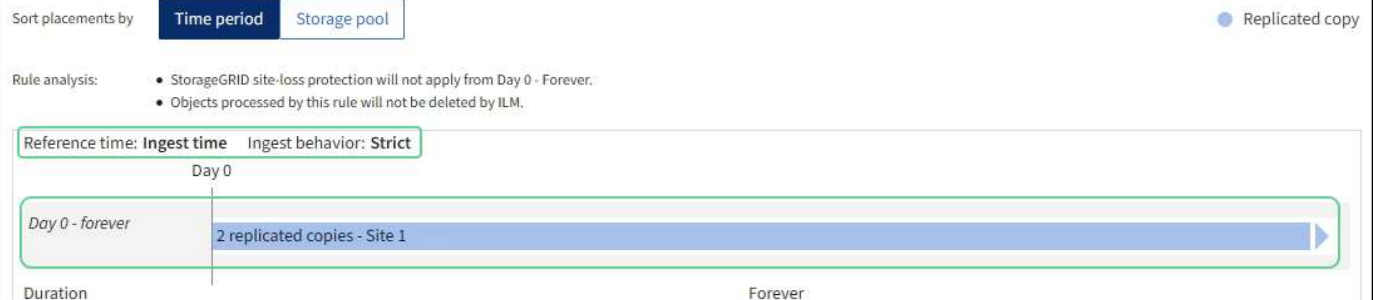 Sort placements by Time period Storage pool Replicated copy
Rule analysis: • StorageGRID site-loss protection will not apply from Day 0 - Forever.
• Objects processed by this rule will not be deleted by ILM.
Reference time: Ingest time Ingest behavior: Strict
Day 0
Day 0 - forever
2 replicated copies - Site 1
Duration Forever